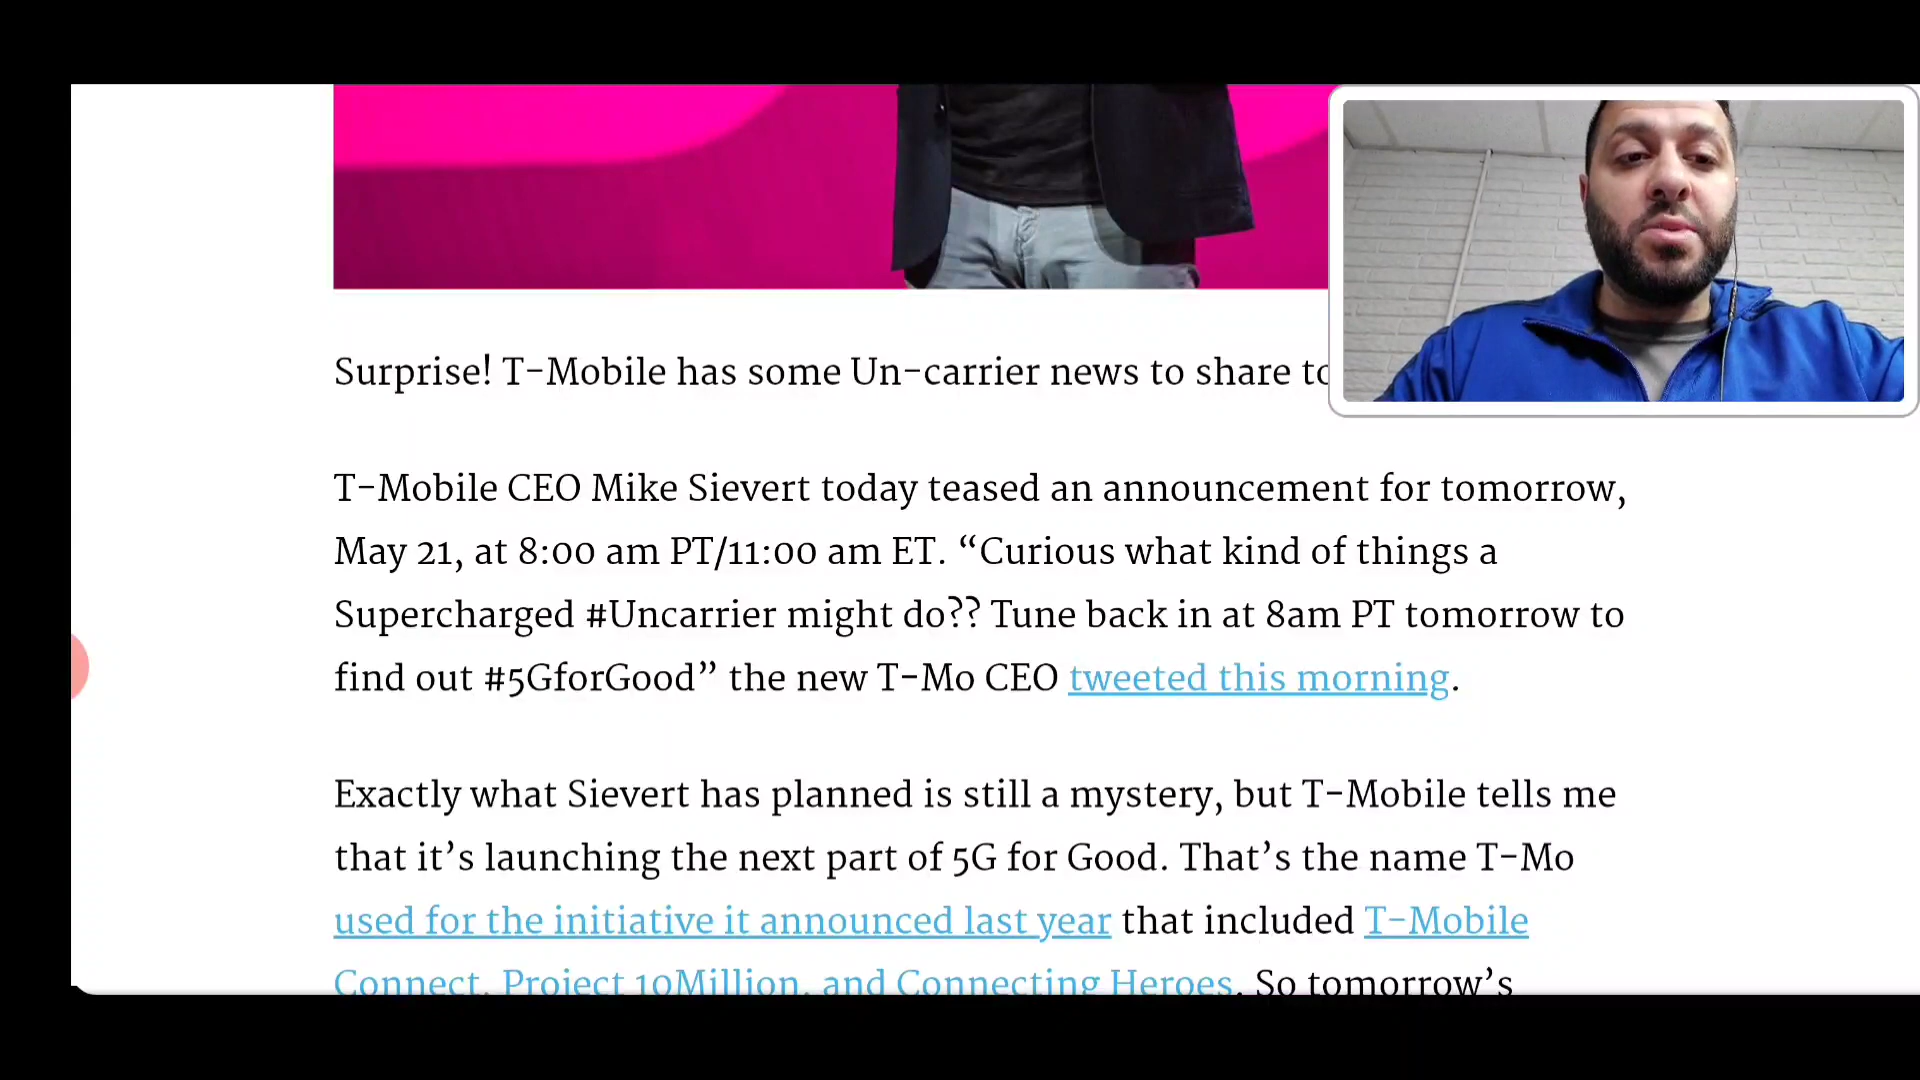 Surprise! T-Mobile has some Un-carrier news to share
T-Mobile CEO Mike Sievert today teased an announcement for tomorrow,
May 21, at 8:00 am PT/11:00 am ET. “Curious what kind of things a
Supercharged #Uncarrier might do?? Tune back in at 8am PT tomorrow to
find out #5GforGood” the new T-Mo CEO tweeted this morning.
Exactly what Sievert has planned is still a mystery, but T-Mobile tells me
that it’s launching the next part of 5G for Good. That’s the name T-Mo
used for the initiative it announced last year that included T-Mobile
Connect, Project 10Million, and Connecting Heroes. So tomorrow’s